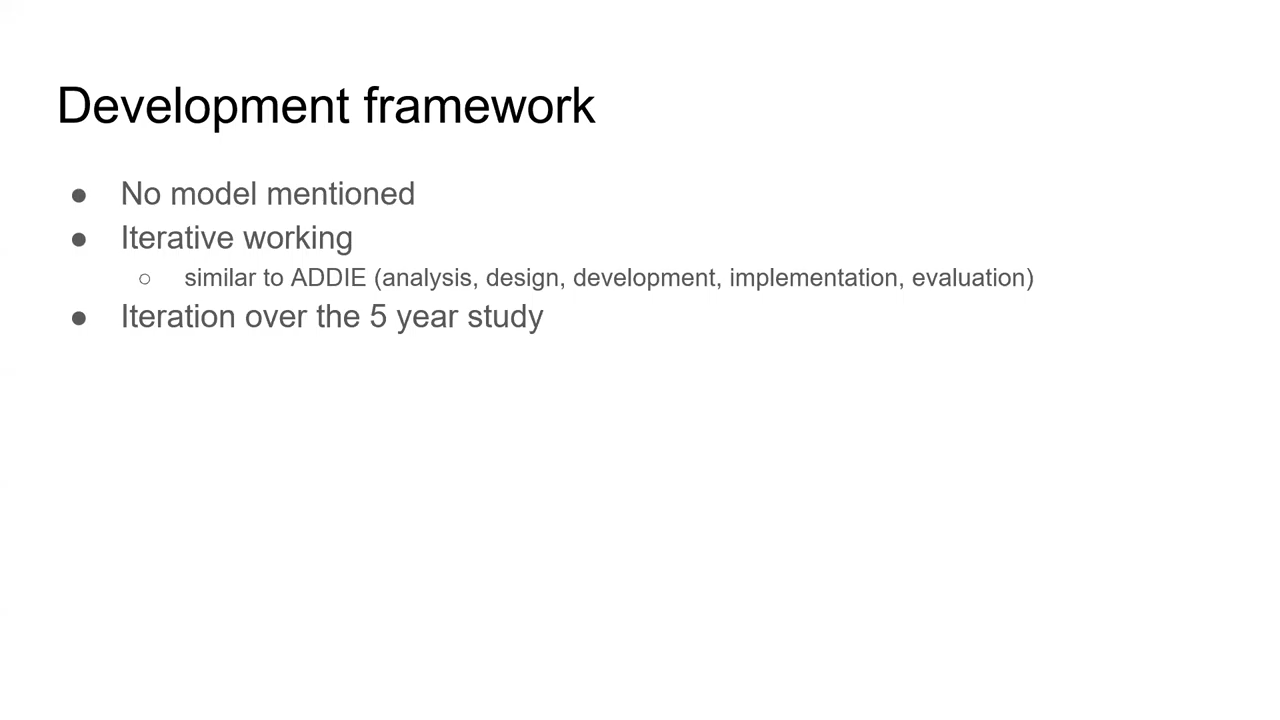 Development framework
● No model mentioned
● Iterative working
○ similar to ADDIE (analysis, design, development, implementation, evaluation)
● Iteration over the 5 year study